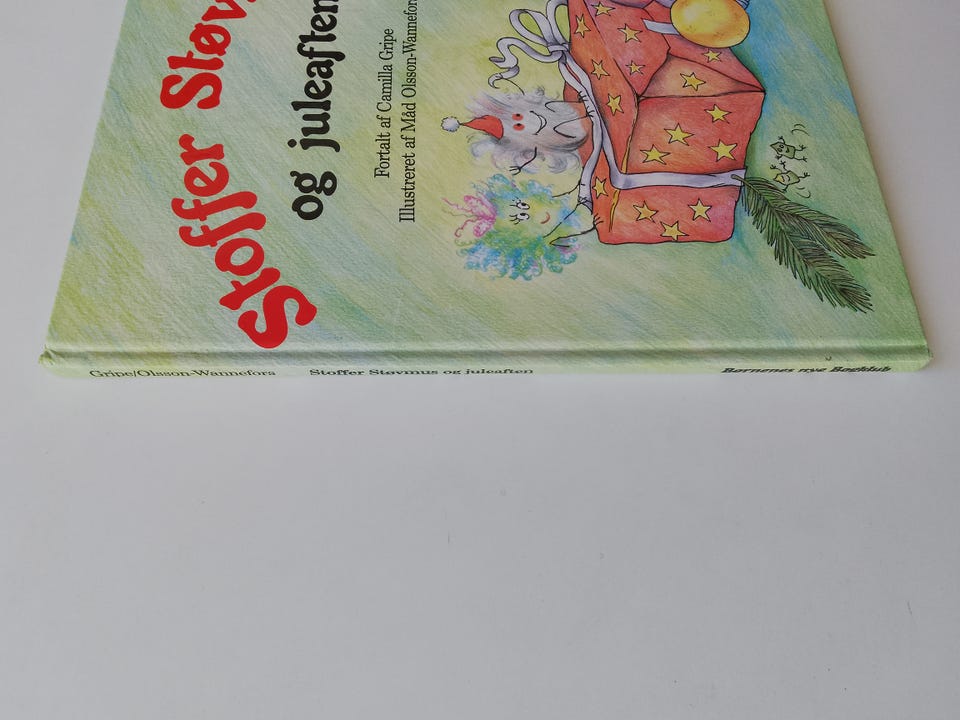 Stoffer Støv
og juleaften
Fortalt af Camilla Gripe
Illustreret af Måd Olsson-Wannefor
Gripe/Olsson-Wannefors Stoffer Støvmus og juleaften Børnenes nye Bogklub